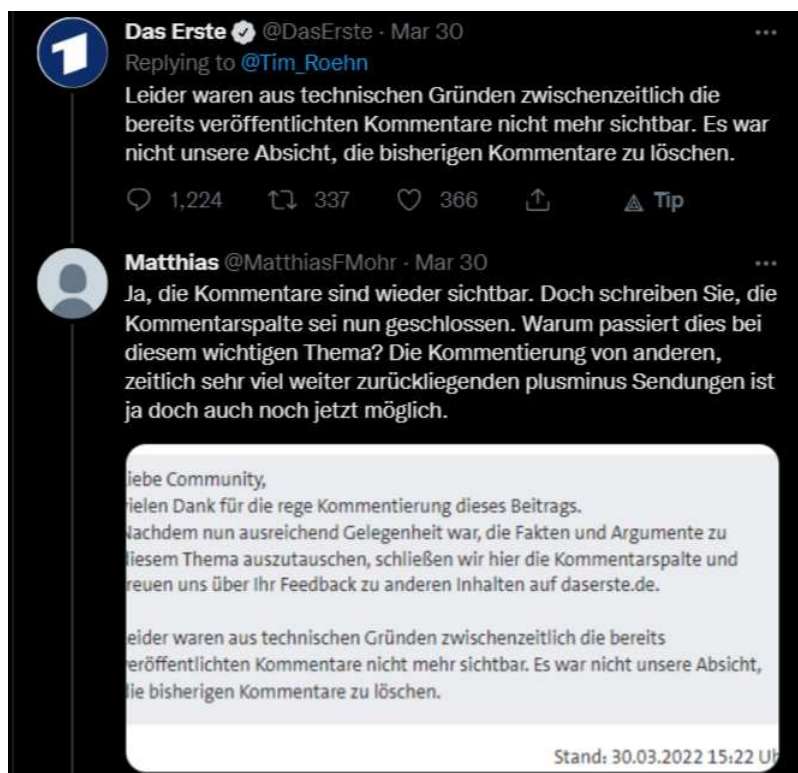 Das Erste @DasErste · Mar 30
Replying to @Tim_Roehn
Leider waren aus technischen Gründen zwischenzeitlich die
bereits veröffentlichten Kommentare nicht mehr sichtbar. Es war
nicht unsere Absicht, die bisherigen Kommentare zu löschen.
1,224 337 366 Tip
Matthias @MatthiasFMohr · Mar 30
Ja, die Kommentare sind wieder sichtbar. Doch schreiben Sie, die
Kommentarspalte sei nun geschlossen. Warum passiert dies bei
diesem wichtigen Thema? Die Kommentierung von anderen,
zeitlich sehr viel weiter zurückliegenden plusminus Sendungen ist
ja doch auch noch jetzt möglich.
iebe Community,
ielen Dank für die rege Kommentierung dieses Beitrags.
Nachdem nun ausreichend Gelegenheit war, die Fakten und Argumente zu
diesem Thema auszutauschen, schließen wir hier die Kommentarspalte und
reuen uns über Ihr Feedback zu anderen Inhalten auf daserste.de.
eider waren aus technischen Gründen zwischenzeitlich die bereits
veröffentlichten Kommentare nicht mehr sichtbar. Es war nicht unsere Absicht,
die bisherigen Kommentare zu löschen.
Stand: 30.03.2022 15:22 Uh